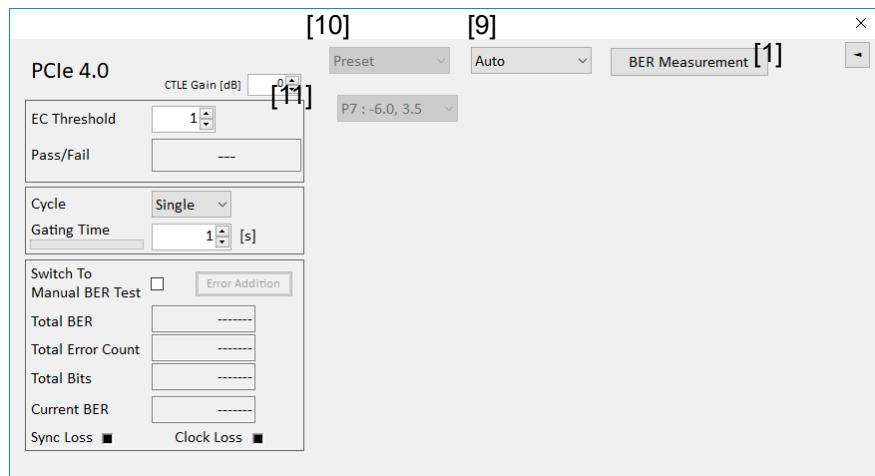 [10] [9]
Preset Auto BER Measurement [1]
PCIe 4.0
CTLE Gain [dB] 0
[11]
P7 : -6.0, 3.5
EC Threshold 1
Pass/Fail ---
Cycle Single
Gating Time 1 [s]
Switch To
Manual BER Test Error Addition
Total BER -------
Total Error Count -------
Total Bits -------
Current BER -------
Sync Loss Clock Loss